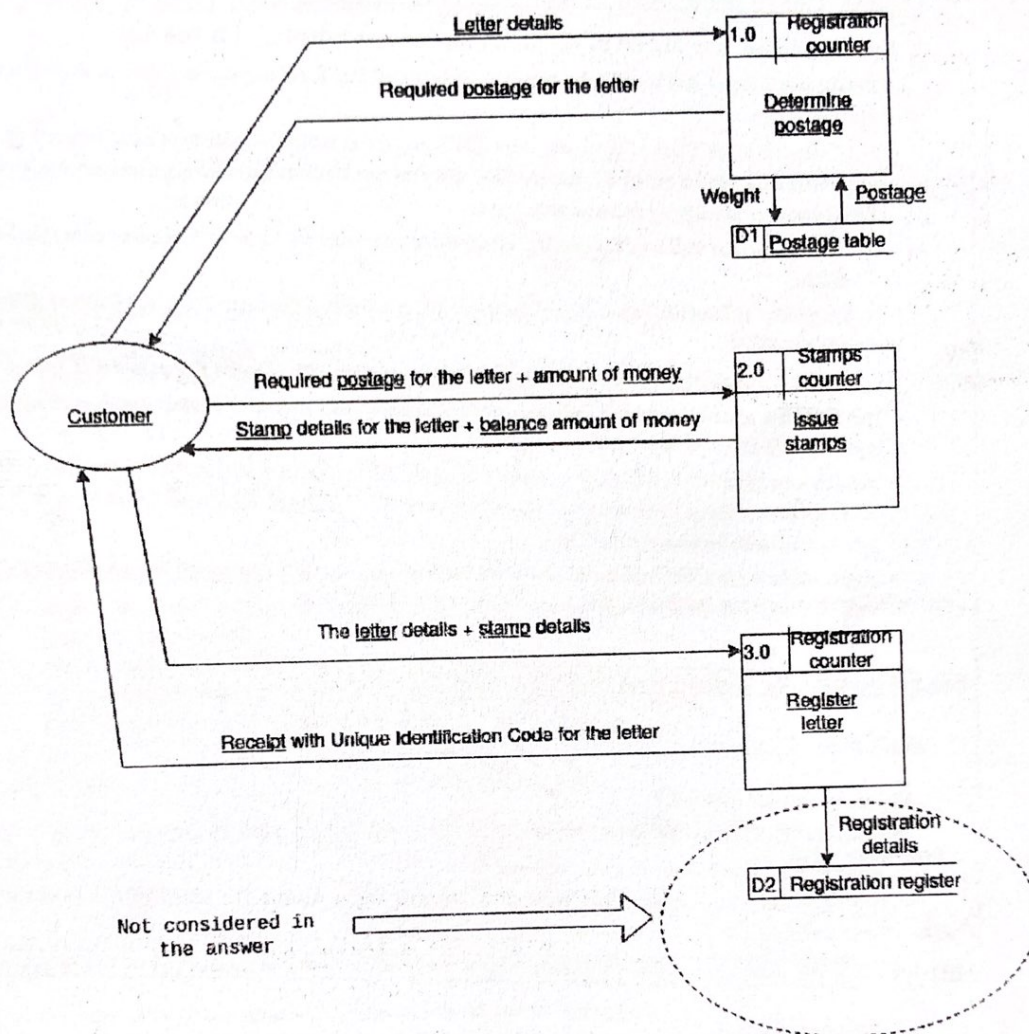 Letter details
1.0
Registration
counter
Required postage for the letter
Determine
postage
Weight
Postage
D1
Postage table
Customer
Required postage for the letter + amount of money
2.0
Stamps
counter
Stamp details for the letter + balance amount of money
issue
stamps
The letter details + stamp details
3.0
Registration
counter
Register
letter
Receipt with Unique Identification Code for the letter
Registration
details
D2
Registration register
Not considered in
the answer